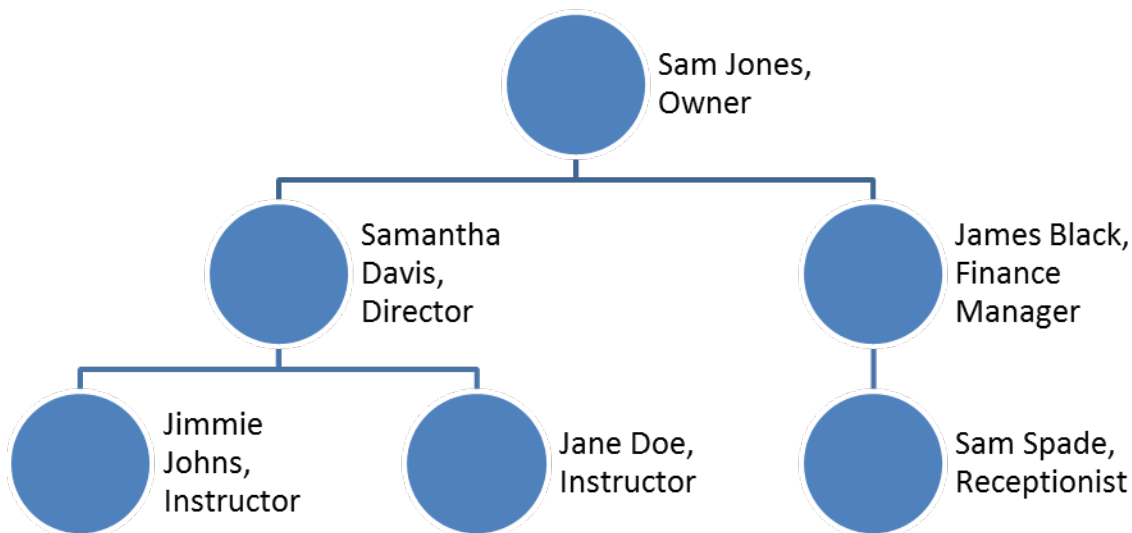 Sam Jones,
Owner
Samantha
Davis,
Director
James Black,
Finance
Manager
Jimmie
Johns,
Instructor
Jane Doe,
Instructor
Sam Spade,
Receptionist